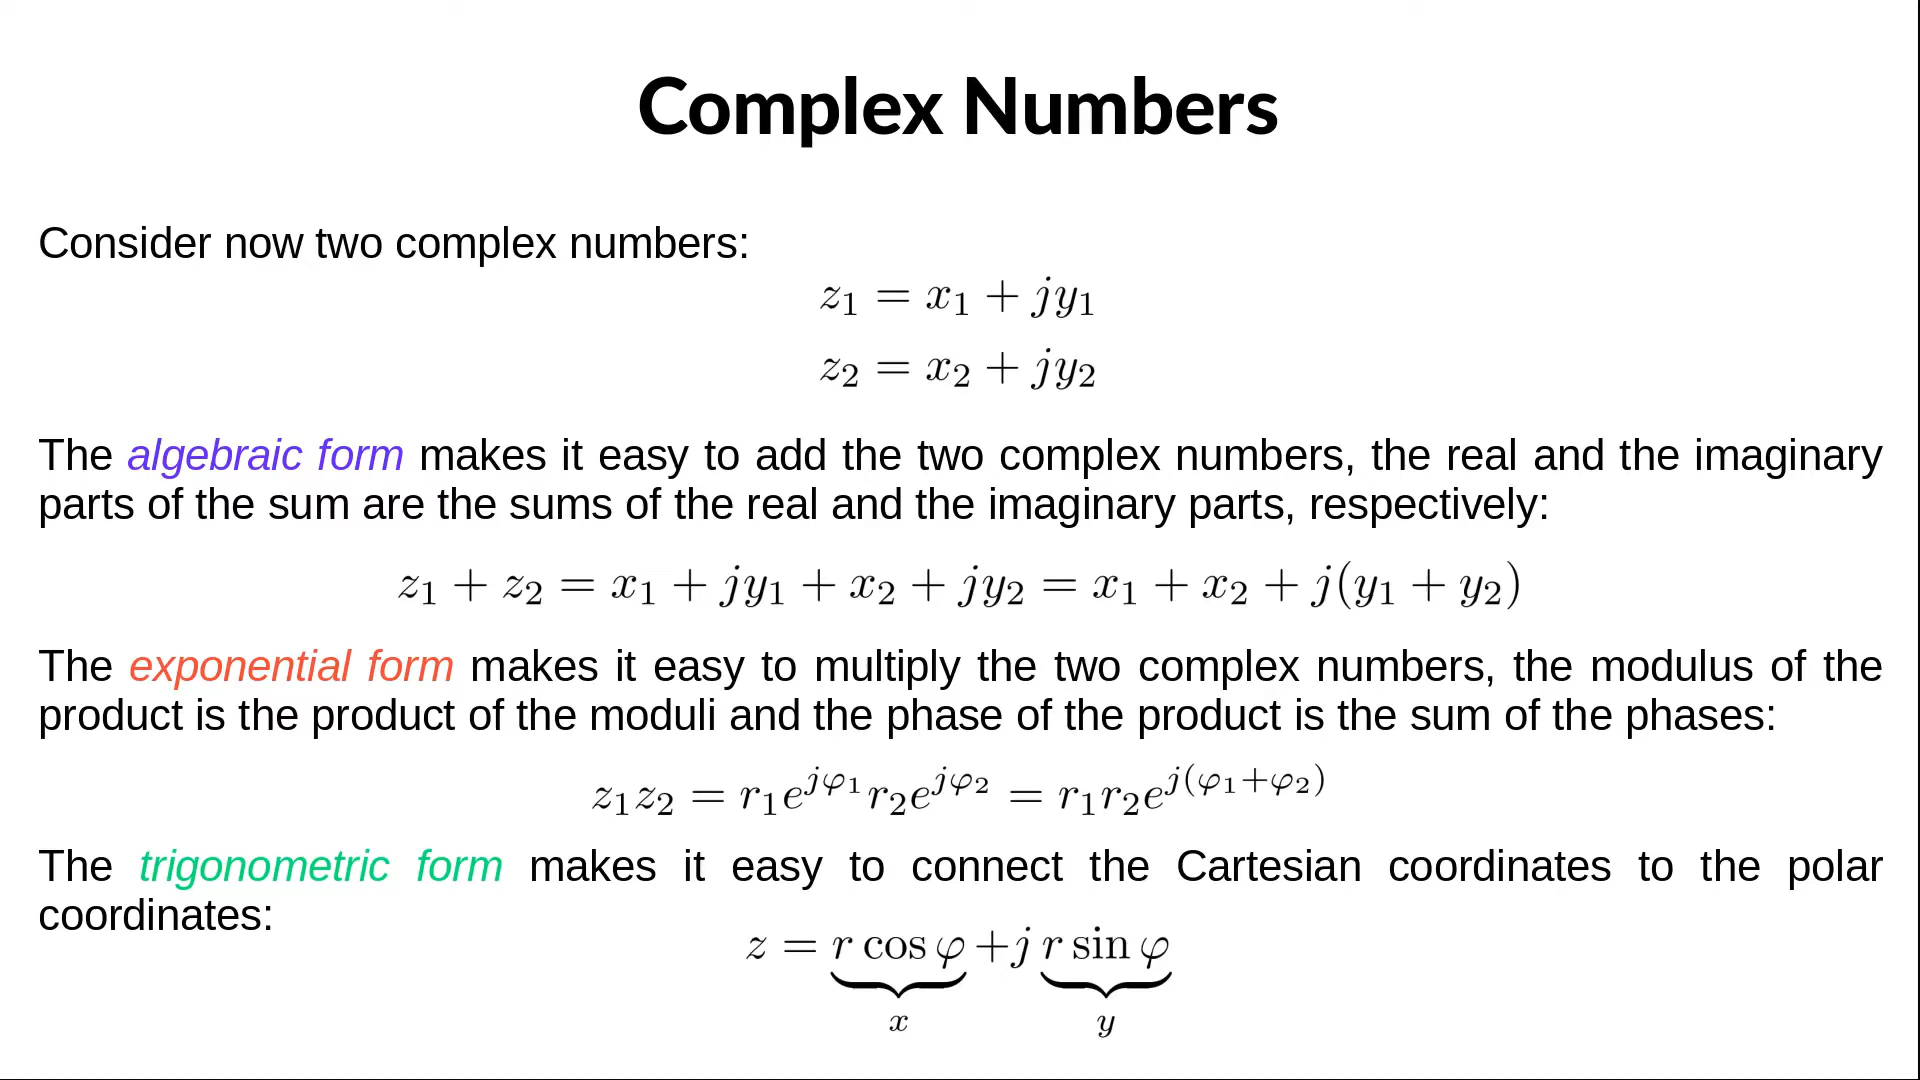 Complex Numbers
Consider now two complex numbers:
z₁ = x₁ + jy₁
z₂ = x₂ + jy₂
The algebraic form makes it easy to add the two complex numbers, the real and the imaginary
parts of the sum are the sums of the real and the imaginary parts, respectively:
z₁ + z₂ = x₁ + jy₁ + x₂ + jy₂ = x₁ + x₂ + j(y₁ + y₂)
The exponential form makes it easy to multiply the two complex numbers, the modulus of the
product is the product of the moduli and the phase of the product is the sum of the phases:
z₁z₂ = r₁e^{jφ₁}r₂e^{jφ₂} = r₁r₂e^{j(φ₁+φ₂)}
The trigonometric form makes it easy to connect the Cartesian coordinates to the polar
coordinates:
z = r cos φ + j r sin φ
x y